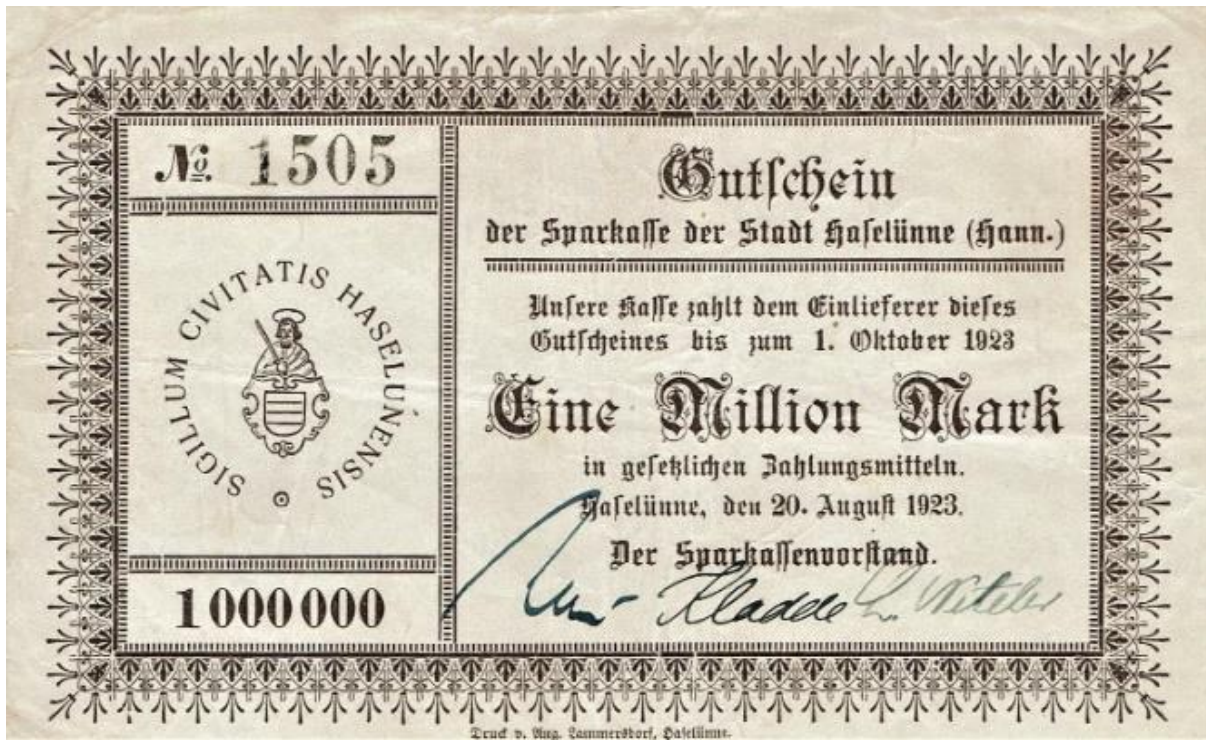 No. 1505
SIGILLUM CIVITATIS HASELUNENSIS
1000000
Gutschein
der Sparkasse der Stadt Haselünne (Hann.)
Unsere Kasse zahlt dem Einlieferer dieses
Gutscheines bis zum 1. Oktober 1923
Eine Million Mark
in gesetzlichen Zahlungsmitteln.
Haselünne, den 20. August 1923.
Der Sparkassenvorstand.
Kladde
Druck v. Aug. Lammersdorf, Haselünne.